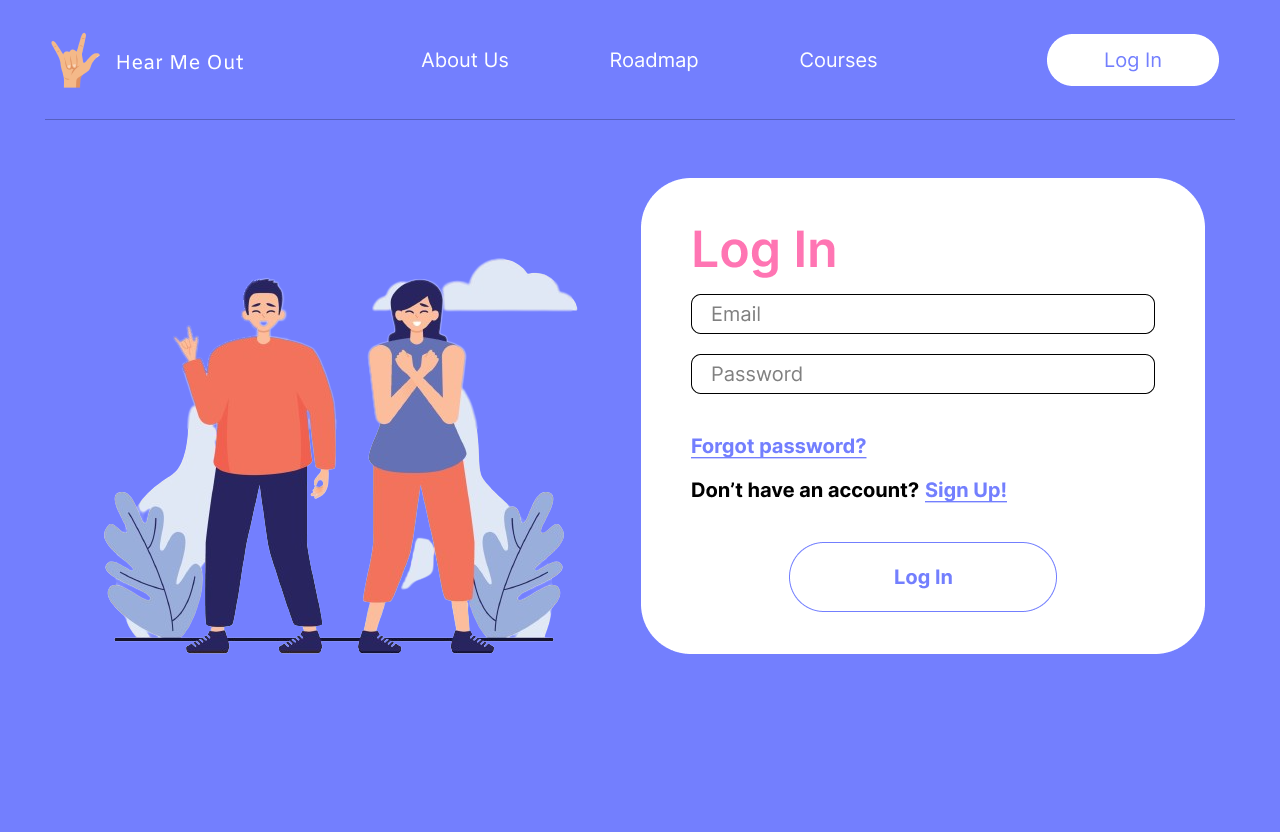 Hear Me Out
About Us
Roadmap
Courses
Log In
Log In
Email
Password
Forgot password?
Don’t have an account? Sign Up!
Log In